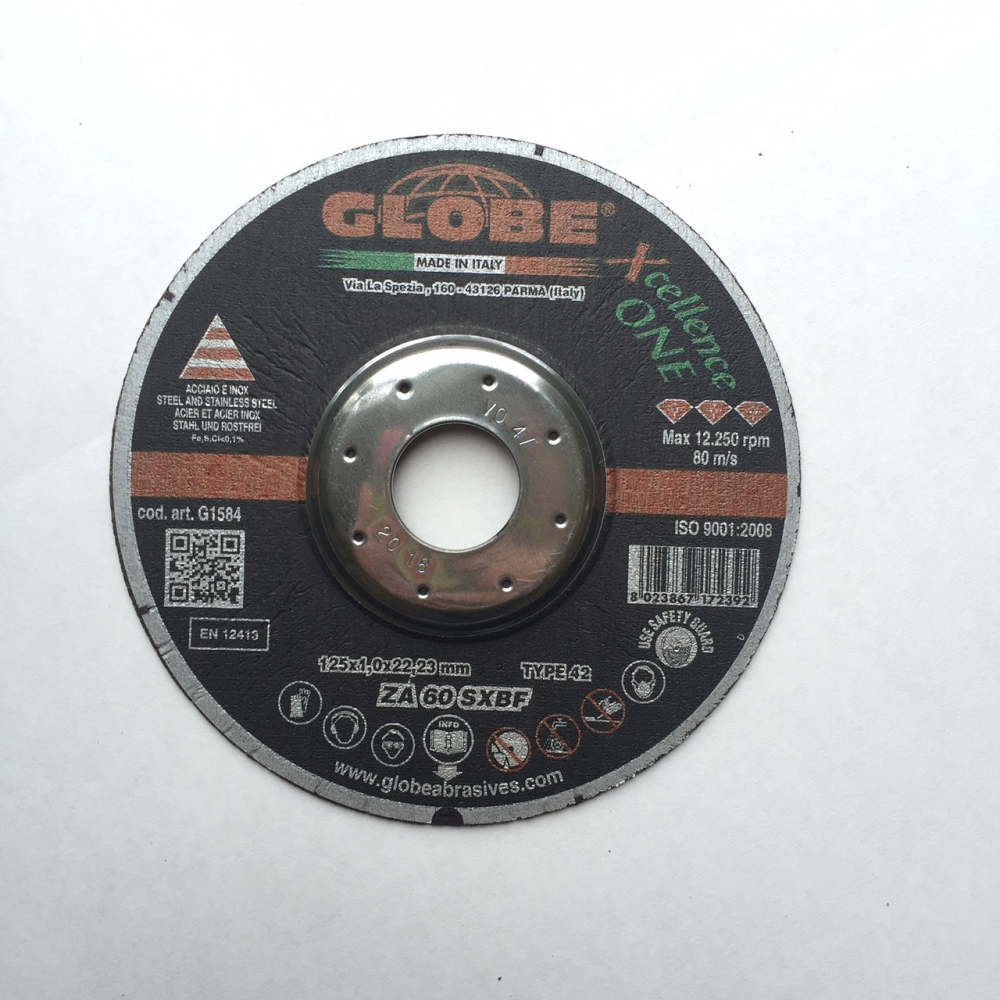 GLOBE®
MADE IN ITALY
Via La Spezia, 160 - 43126 PARMA (Italy)
Xcellence
ONE
ACCIAIO E INOX
STEEL AND STAINLESS STEEL
ACIER ET ACIER INOX
STAHL UND ROSTFREI
Fe,S,Cl<0,1%
Max 12.250 rpm
80 m/s
V0 4/
2018
cod. art. G1584
ISO 9001:2008
8 023867 172392
EN 12413
USE SAFETY GUARD
125x1,0x22,23 mm
TYPE 42
ZA 60 SXBF
INFO
www.globeabrasives.com